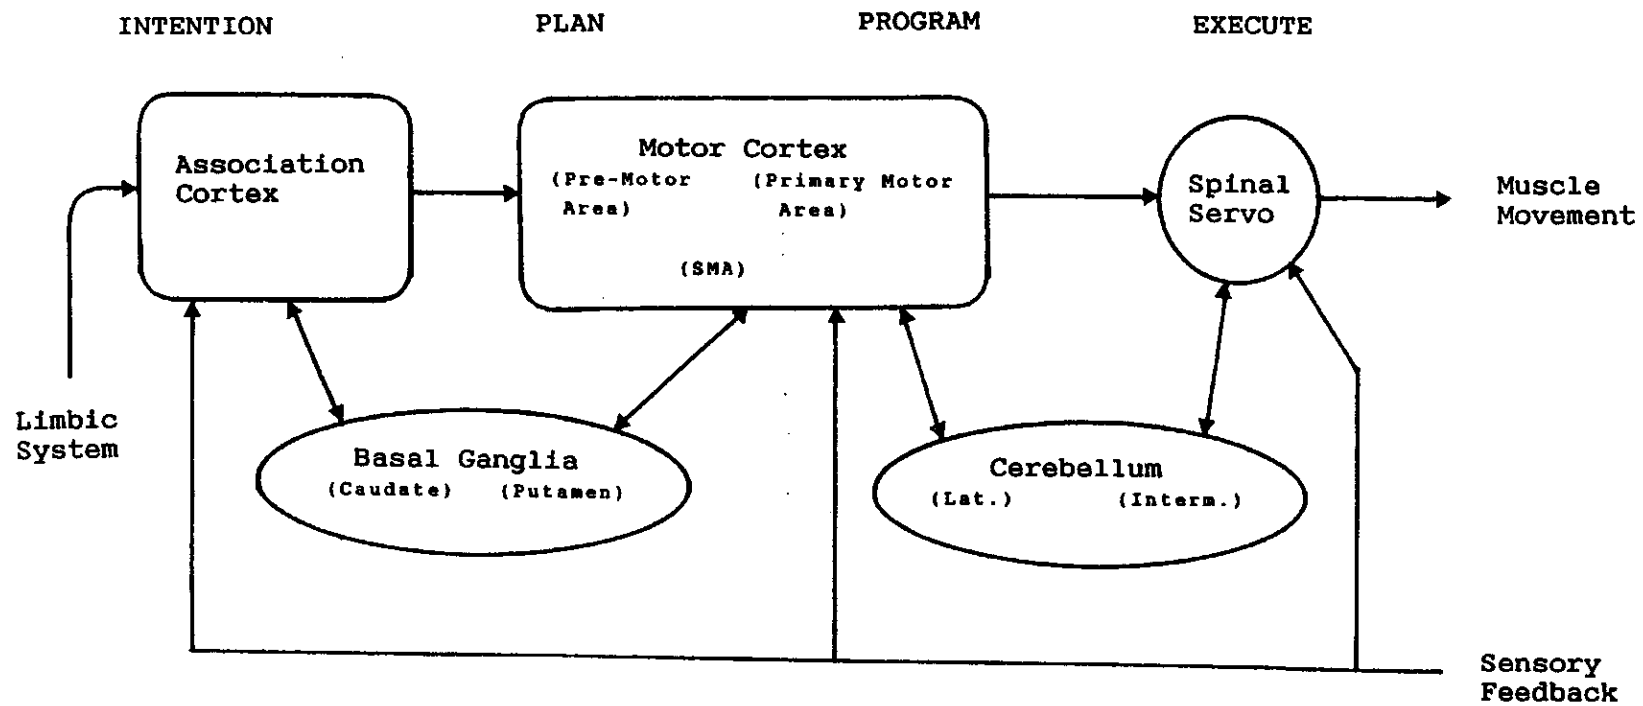 INTENTION PLAN PROGRAM EXECUTE
Association
Cortex
Motor Cortex
(Pre-Motor
Area)
(Primary Motor
Area)
(SMA)
Spinal
Servo
Muscle
Movement
Limbic
System
Basal Ganglia
(Caudate) (Putamen)
Cerebellum
(Lat.) (Interm.)
Sensory
Feedback